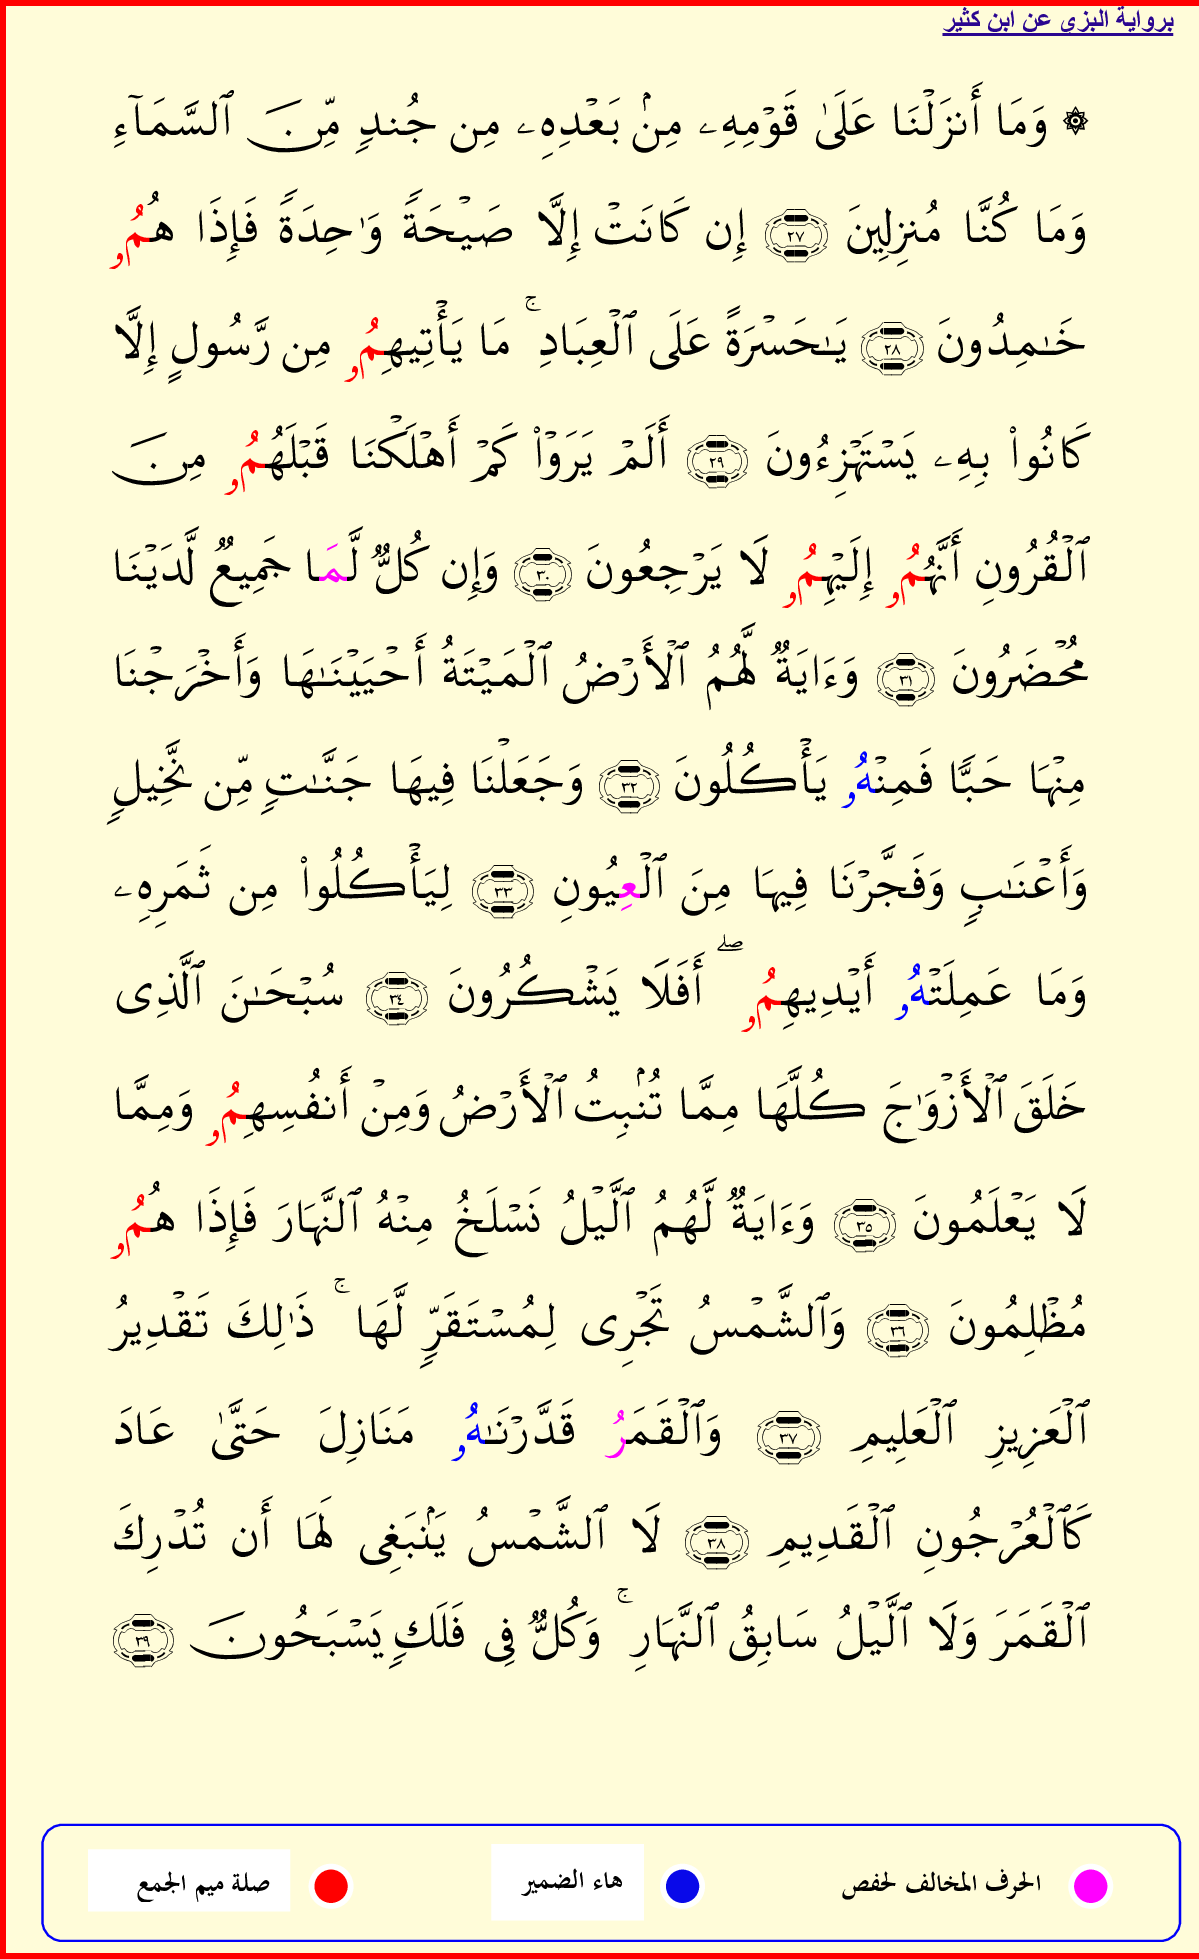 برواية البزى عن ابن كثير
۞ وَمَا أَنزَلْنَا عَلَىٰ قَوْمِهِۦ مِنۢ بَعْدِهِۦ مِن جُندٍ مِّنَ ٱلسَّمَآءِ
وَمَا كُنَّا مُنزِلِينَ ٢٧ إِن كَانَتْ إِلَّا صَيْحَةً وَٰحِدَةً فَإِذَا هُمُۥ
خَـٰمِدُونَ ٢٨ يَـٰحَسْرَةً عَلَى ٱلْعِبَادِ ۚ مَا يَأْتِيهِمُۥ مِن رَّسُولٍ إِلَّا
كَانُوا۟ بِهِۦ يَسْتَهْزِءُونَ ٢٩ أَلَمْ يَرَوْا۟ كَمْ أَهْلَكْنَا قَبْلَهُمُۥ مِنَ
ٱلْقُرُونِ أَنَّهُمُۥ إِلَيْهِمُۥ لَا يَرْجِعُونَ ٣٠ وَإِن كُلٌّ لَّمَا جَمِيعٌ لَّدَيْنَا
مُحْضَرُونَ ٣١ وَءَايَةٌ لَّهُمُ ٱلْأَرْضُ ٱلْمَيْتَةُ أَحْيَيْنَـٰهَا وَأَخْرَجْنَا
مِنْهَا حَبًّا فَمِنْهُۥ يَأْكُلُونَ ٣٢ وَجَعَلْنَا فِيهَا جَنَّـٰتٍ مِّن نَّخِيلٍ
وَأَعْنَـٰبٍ وَفَجَّرْنَا فِيهَا مِنَ ٱلْعِيُونِ ٣٣ لِيَأْكُلُوا۟ مِن ثَمَرِهِۦ
وَمَا عَمِلَتْهُۥ أَيْدِيهِمُۥ ۖ أَفَلَا يَشْكُرُونَ ٣٤ سُبْحَـٰنَ ٱلَّذِى
خَلَقَ ٱلْأَزْوَٰجَ كُلَّهَا مِمَّا تُنۢبِتُ ٱلْأَرْضُ وَمِنْ أَنفُسِهِمُۥ وَمِمَّا
لَا يَعْلَمُونَ ٣٥ وَءَايَةٌ لَّهُمُ ٱلَّيْلُ نَسْلَخُ مِنْهُ ٱلنَّهَارَ فَإِذَا هُمُۥ
مُظْلِمُونَ ٣٦ وَٱلشَّمْسُ تَجْرِى لِمُسْتَقَرٍّ لَّهَا ۚ ذَٰلِكَ تَقْدِيرُ
ٱلْعَزِيزِ ٱلْعَلِيمِ ٣٧ وَٱلْقَمَرُ قَدَّرْنَـٰهُۥ مَنَازِلَ حَتَّىٰ عَادَ
كَٱلْعُرْجُونِ ٱلْقَدِيمِ ٣٨ لَا ٱلشَّمْسُ يَنۢبَغِى لَهَا أَن تُدْرِكَ
ٱلْقَمَرَ وَلَا ٱلَّيْلُ سَابِقُ ٱلنَّهَارِ ۚ وَكُلٌّ فِى فَلَكٍ يَسْبَحُونَ ٣٩
الحرف المخالف لحفص هاء الضمير صلة ميم الجمع